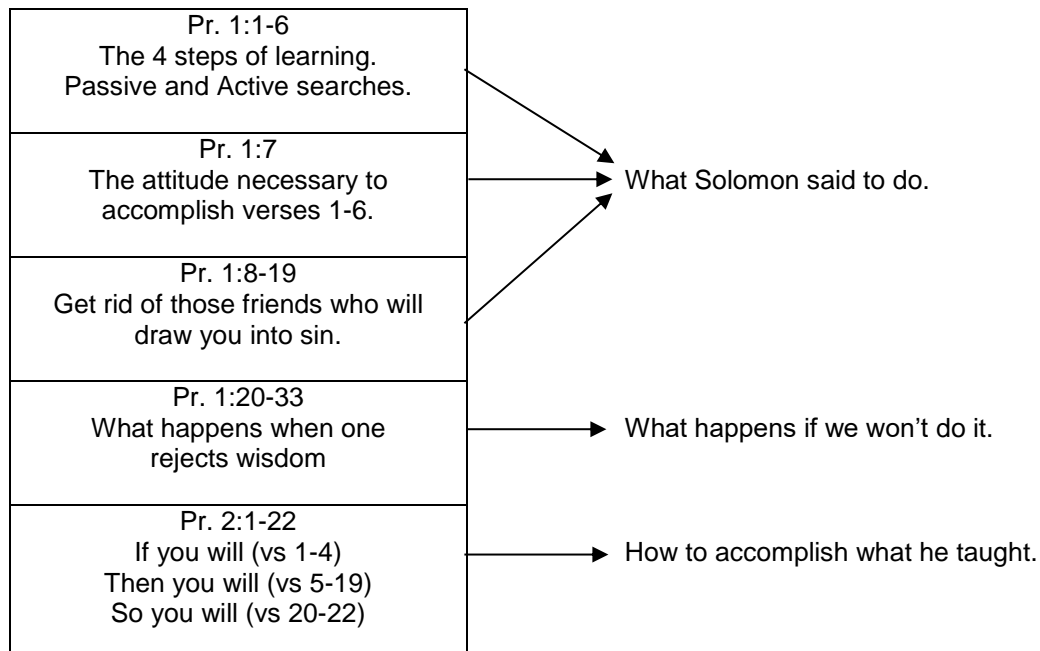 Pr. 1:1-6
The 4 steps of learning.
Passive and Active searches.
Pr. 1:7
The attitude necessary to
accomplish verses 1-6.
What Solomon said to do.
Pr. 1:8-19
Get rid of those friends who will
draw you into sin.
Pr. 1:20-33
What happens when one
rejects wisdom
What happens if we won’t do it.
Pr. 2:1-22
If you will (vs 1-4)
Then you will (vs 5-19)
So you will (vs 20-22)
How to accomplish what he taught.